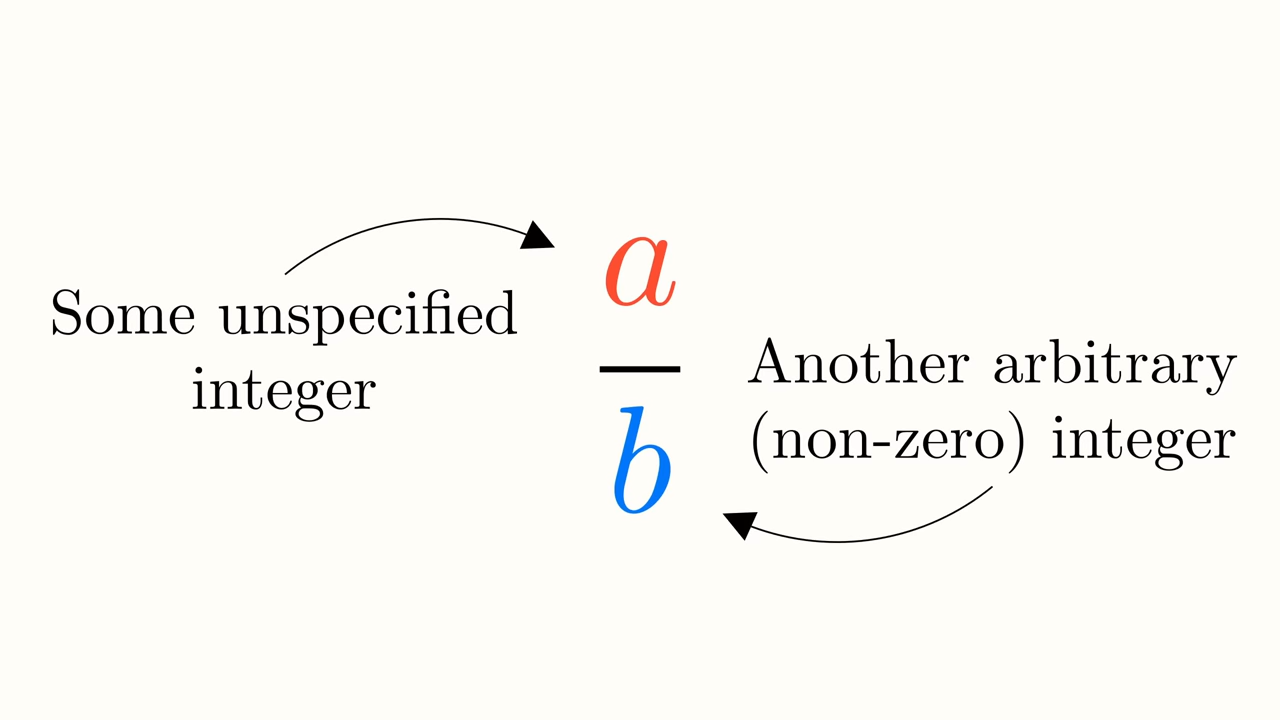 Some unspecified
integer
a
b
Another arbitrary
(non-zero) integer